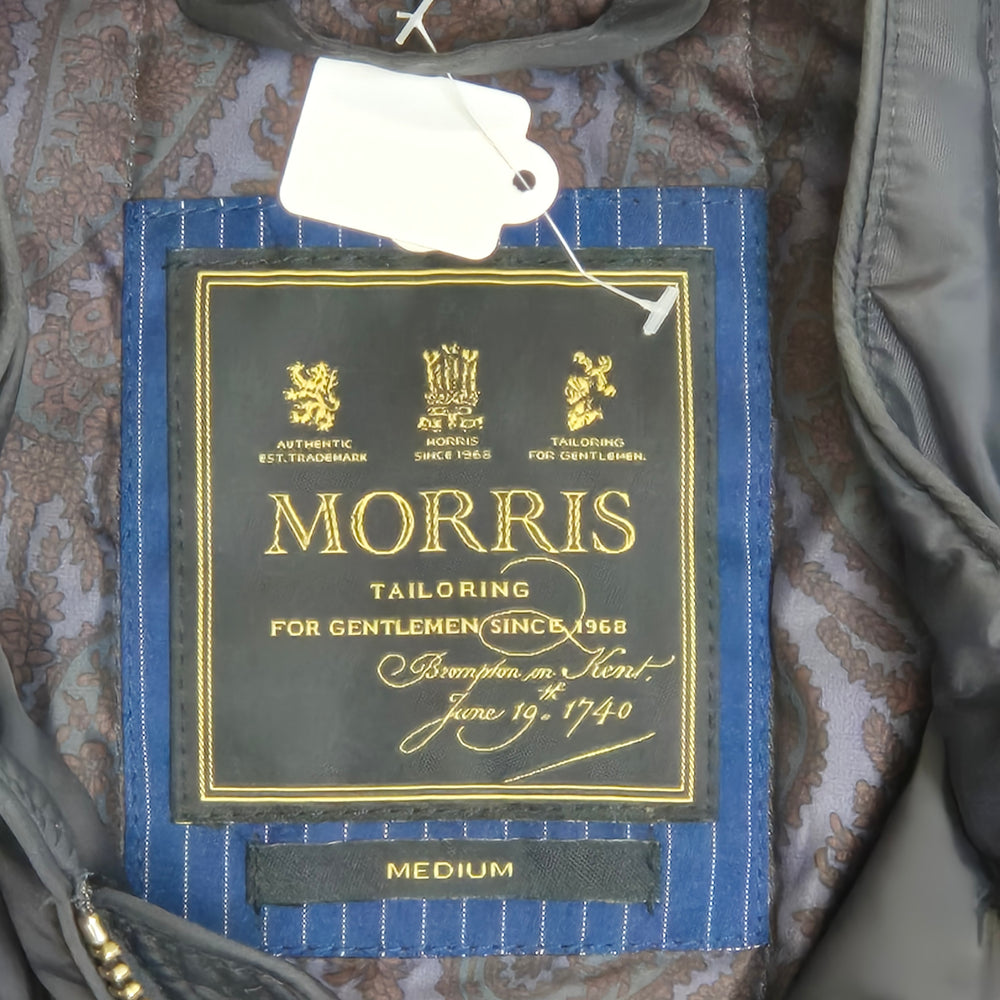 AUTHENTIC
EST. TRADEMARK
MORRIS
SINCE 1968
TAILORING
FOR GENTLEMEN.
MORRIS
TAILORING
FOR GENTLEMEN SINCE 1968
Brompton in Kent.
June 19th 1740
MEDIUM